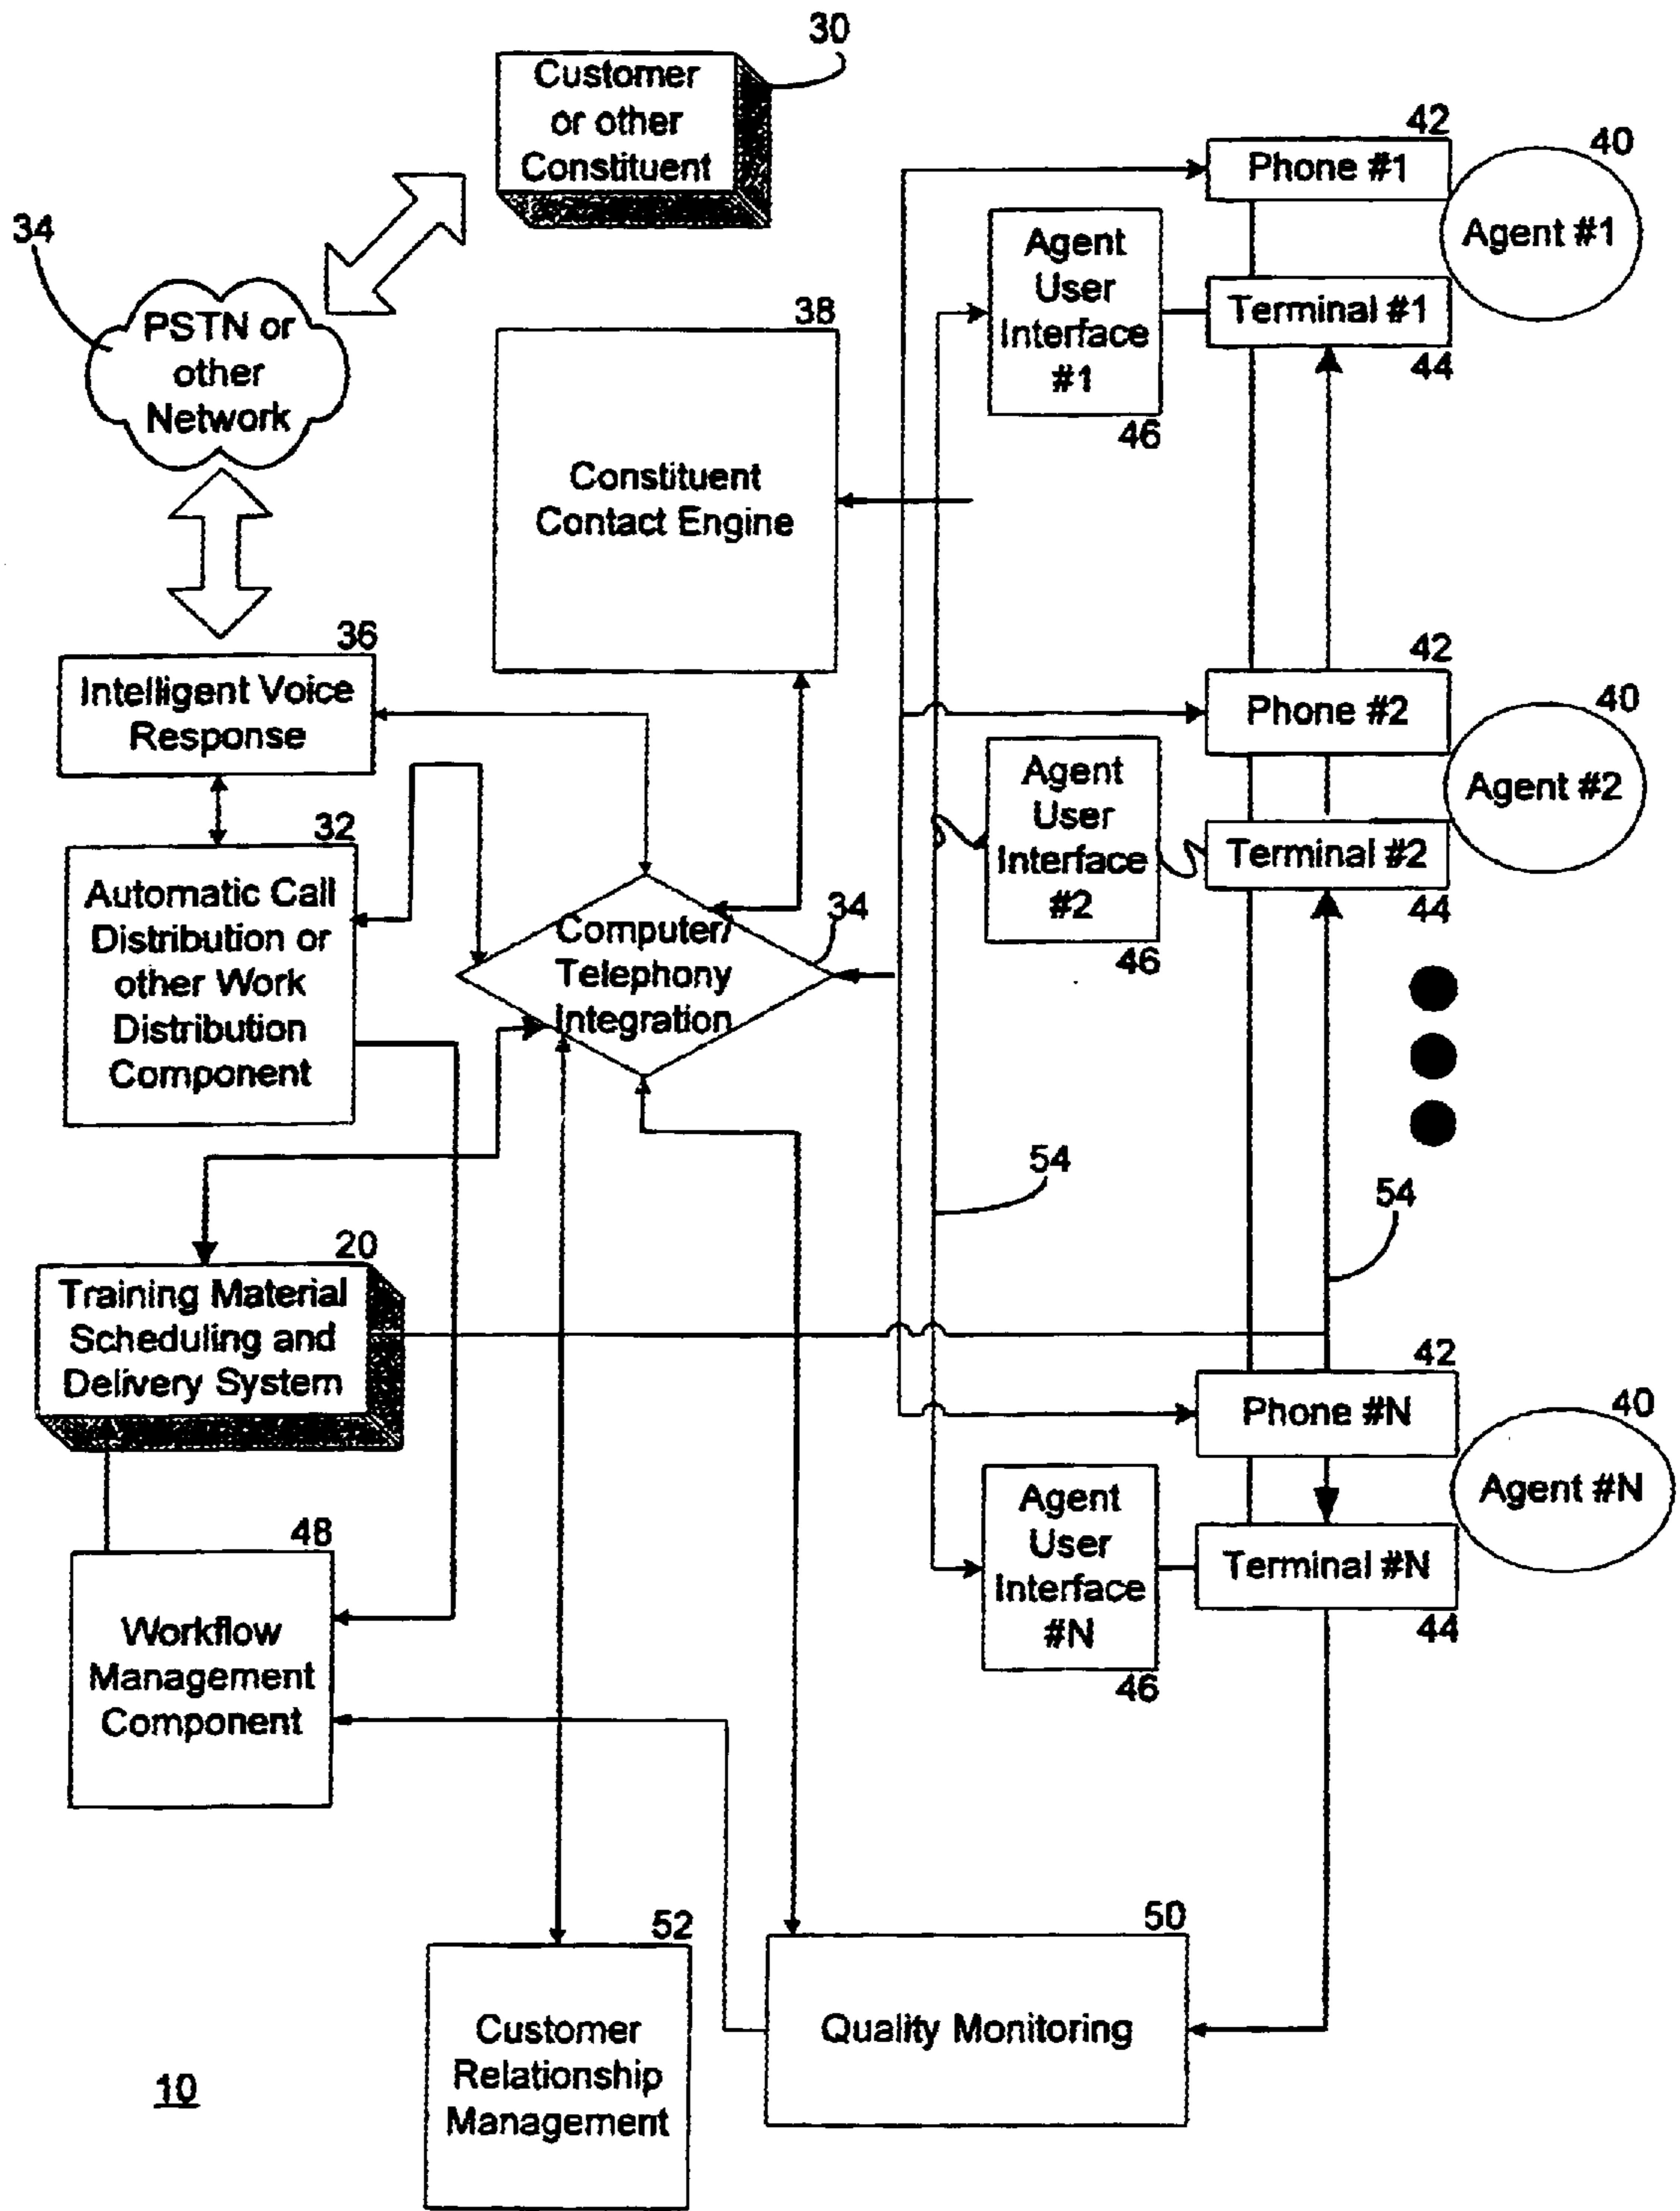 30
Customer
or other
Constituent
34
PSTN or
other
Network
38
Constituent
Contact Engine
42
Phone #1
40
Agent #1
Agent
User
Interface
#1
46
Terminal #1
44
36
Intelligent Voice
Response
42
Phone #2
40
Agent #2
Agent
User
Interface
#2
46
Terminal #2
44
32
Automatic Call
Distribution or
other Work
Distribution
Component
34
Computer/
Telephony
Integration
54
54
20
Training Material
Scheduling and
Delivery System
42
Phone #N
40
Agent #N
Agent
User
Interface
#N
46
Terminal #N
44
48
Workflow
Management
Component
52
Customer
Relationship
Management
50
Quality Monitoring
10